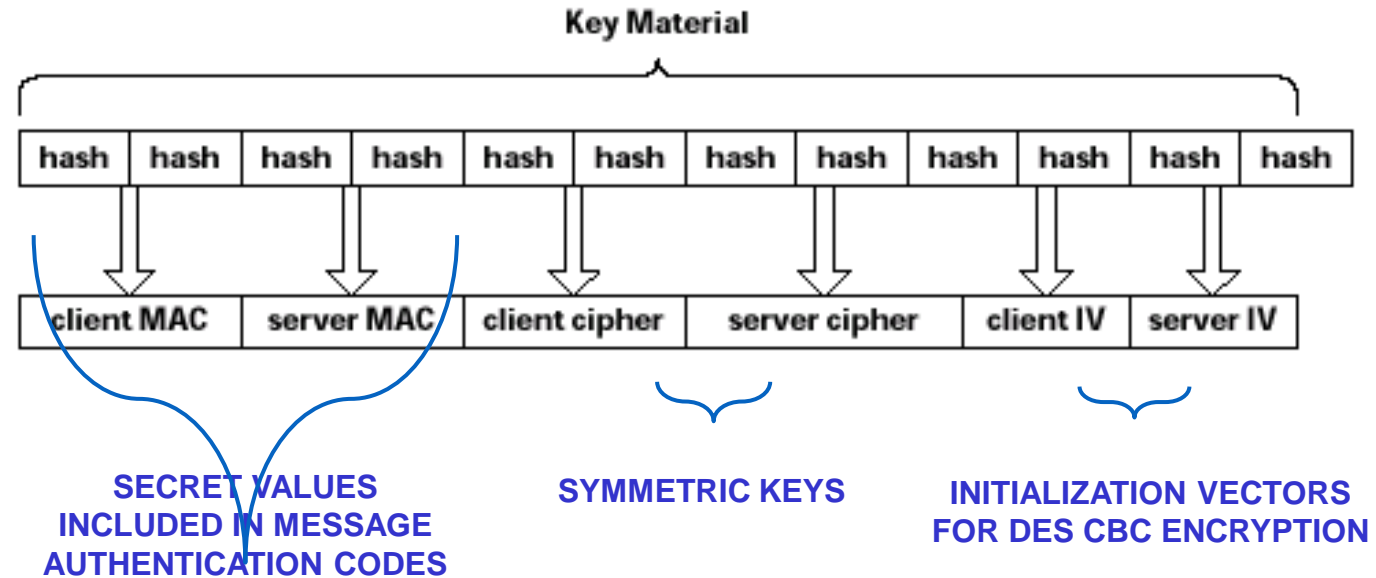 Key Material
hash hash hash hash hash hash hash hash hash hash hash hash
client MAC server MAC client cipher server cipher client IV server IV
SECRET VALUES
INCLUDED IN MESSAGE
AUTHENTICATION CODES
SYMMETRIC KEYS
INITIALIZATION VECTORS
FOR DES CBC ENCRYPTION